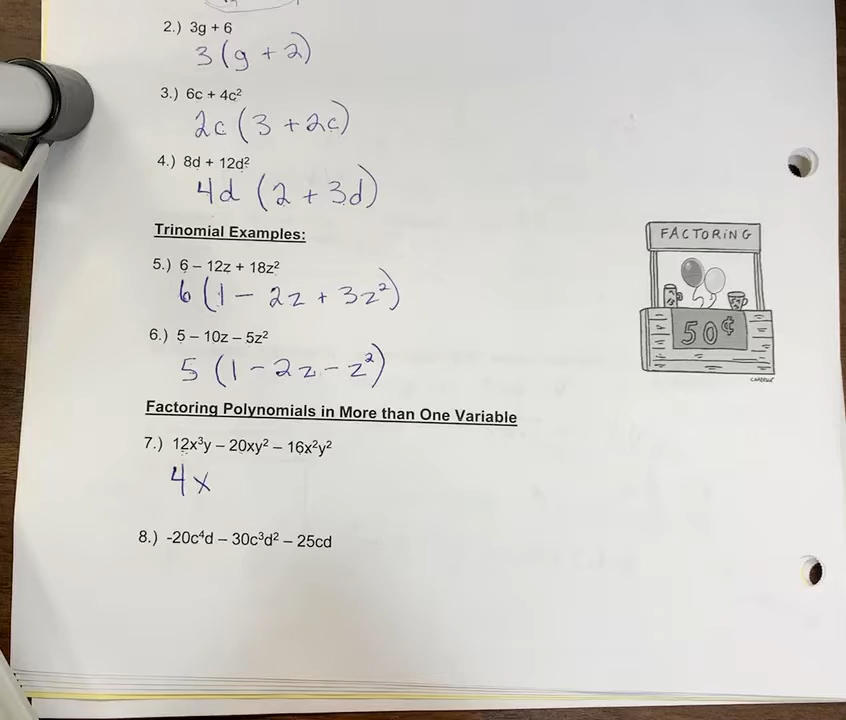 2.) 3g + 6
3(g + 2)
3.) 6c + 4c²
2c(3 + 2c)
4.) 8d + 12d²
4d (2 + 3d)
Trinomial Examples:
5.) 6 – 12z + 18z²
6(1 – 2z + 3z²)
6.) 5 – 10z – 5z²
5 (1 – 2z – z²)
FACTORING
50¢
Factoring Polynomials in More than One Variable
7.) 12x³y – 20xy² – 16x²y²
4x
8.) -20c⁴d – 30c³d² – 25cd